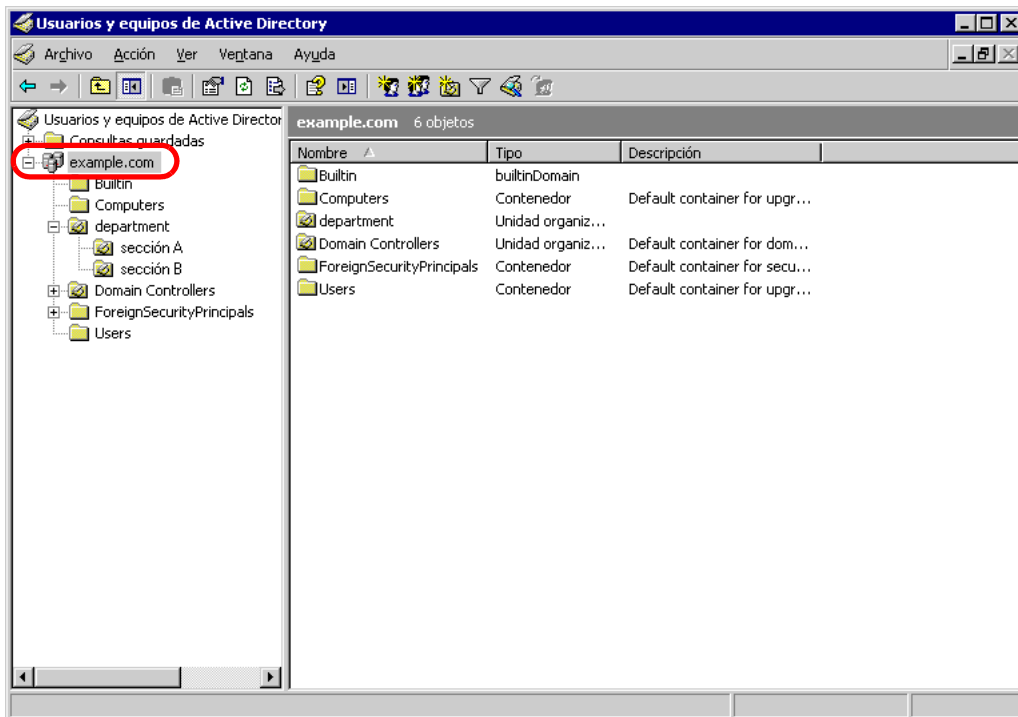 Usuarios y equipos de Active Directory
Archivo Acción Ver Ventana Ayuda
Usuarios y equipos de Active Director
Consultas guardadas
example.com
Builtin
Computers
department
sección A
sección B
Domain Controllers
ForeignSecurityPrincipals
Users
example.com 6 objetos
Nombre Tipo Descripción
Builtin builtinDomain
Computers Contenedor Default container for upgr...
department Unidad organiz...
Domain Controllers Unidad organiz... Default container for dom...
ForeignSecurityPrincipals Contenedor Default container for secu...
Users Contenedor Default container for upgr...